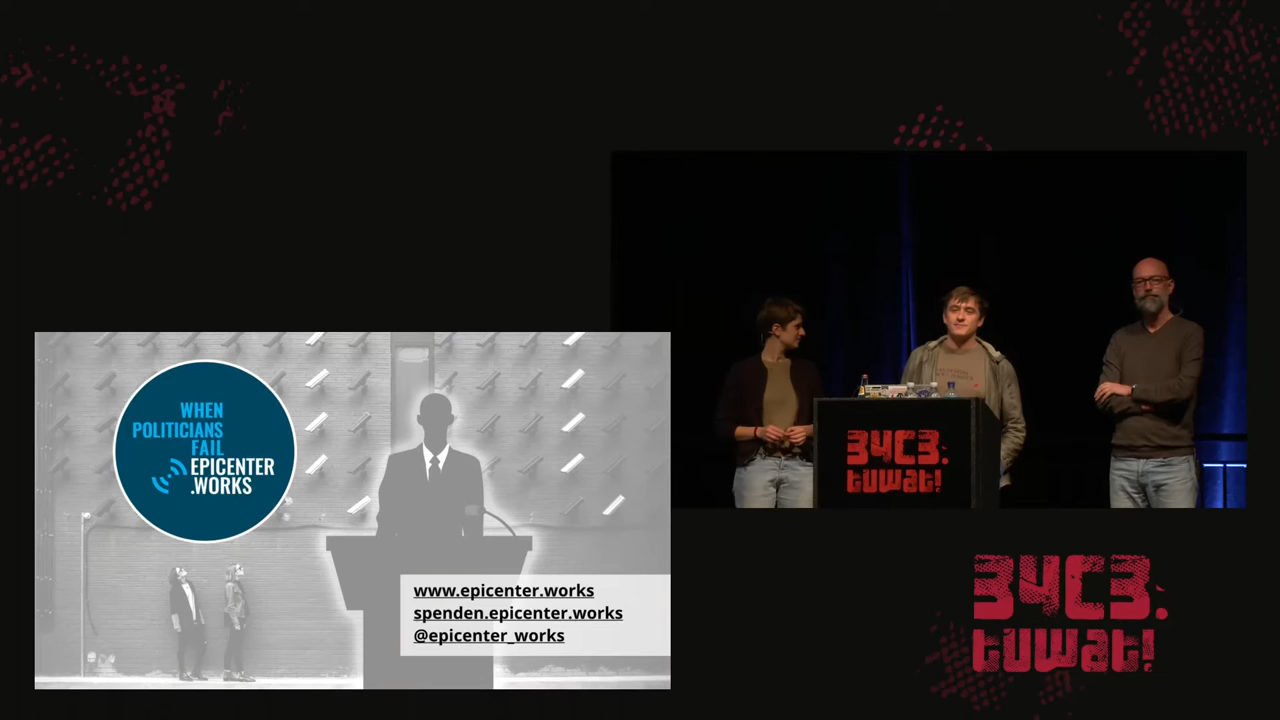 WHEN
POLITICIANS
FAIL
EPICENTER
.WORKS
www.epicenter.works
spenden.epicenter.works
@epicenter_works
34C3:
tuwat!
34C3:
tuwat!